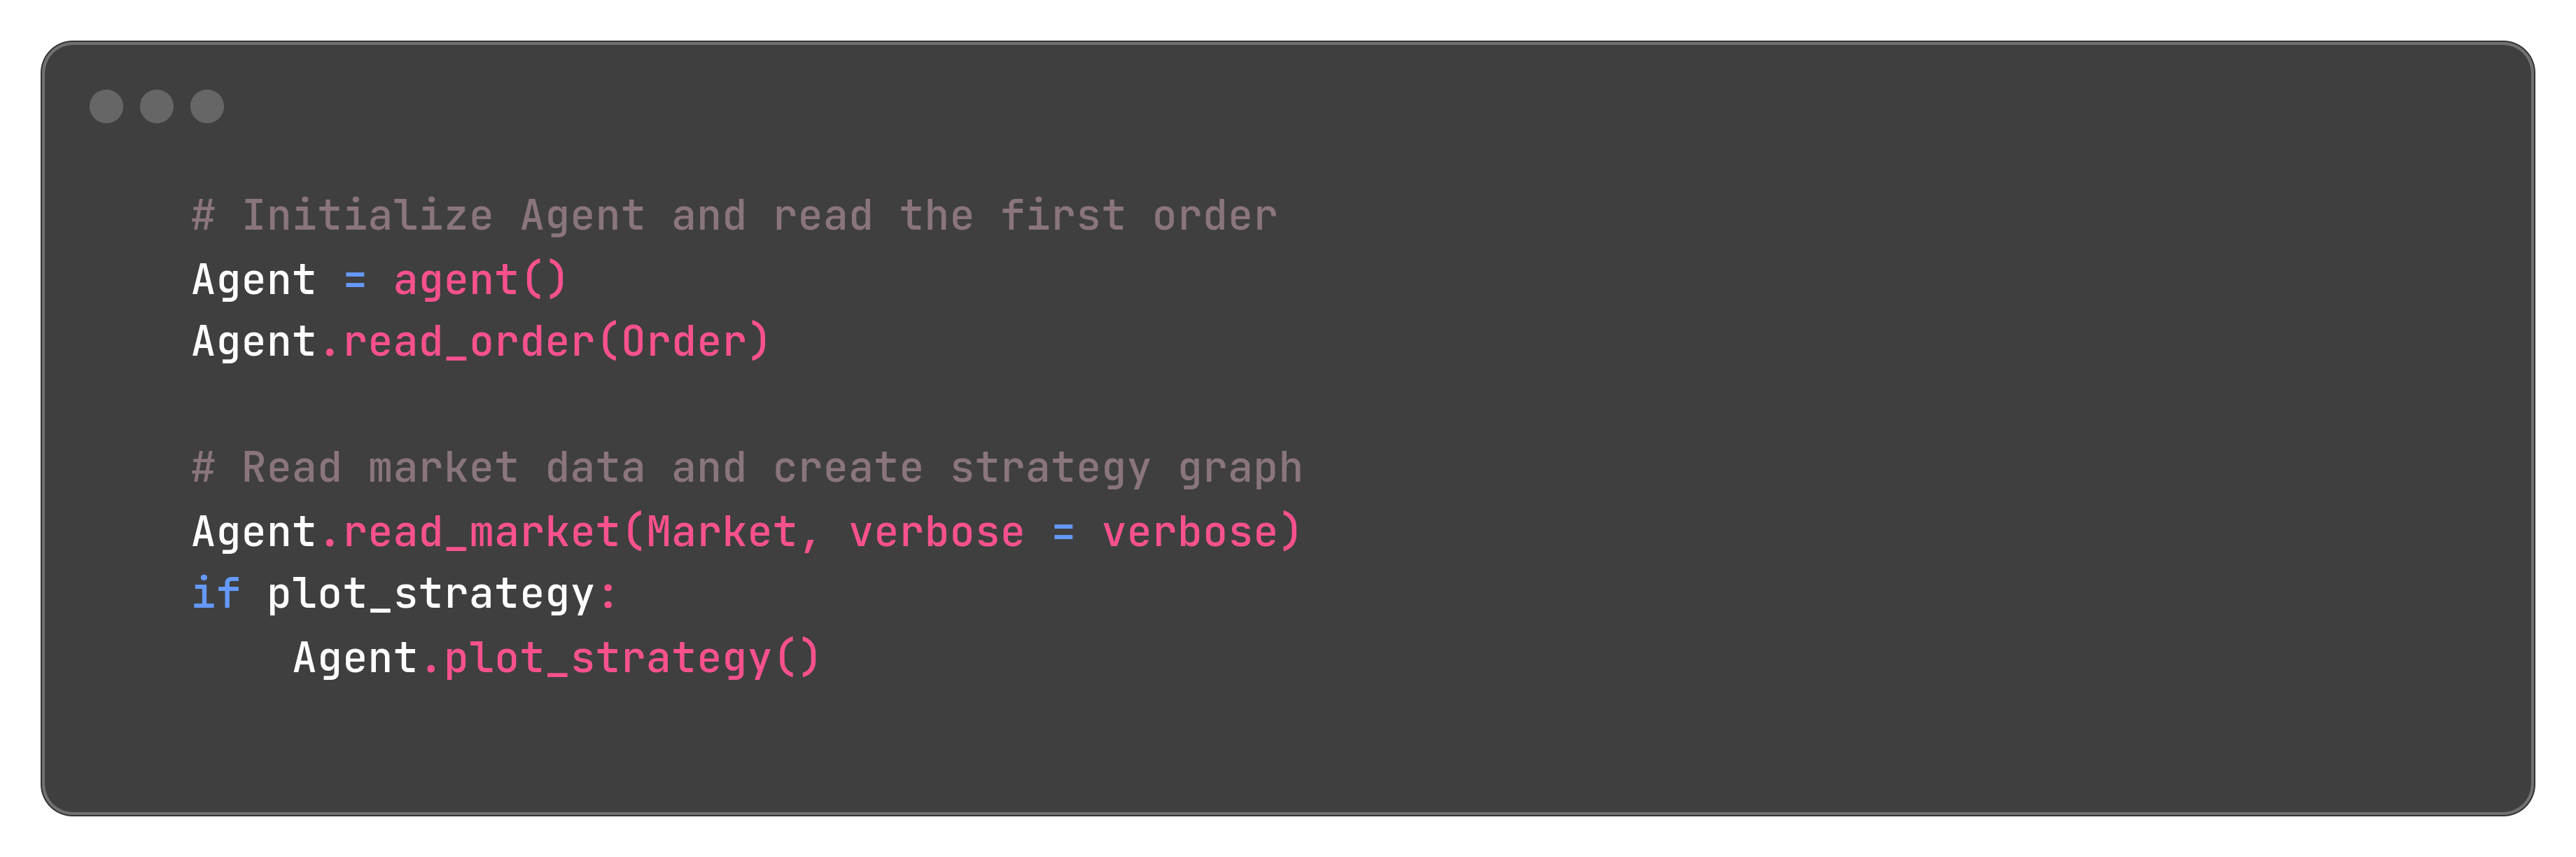 # Initialize Agent and read the first order
Agent = agent()
Agent.read_order(Order)

# Read market data and create strategy graph
Agent.read_market(Market, verbose = verbose)
if plot_strategy:
    Agent.plot_strategy()